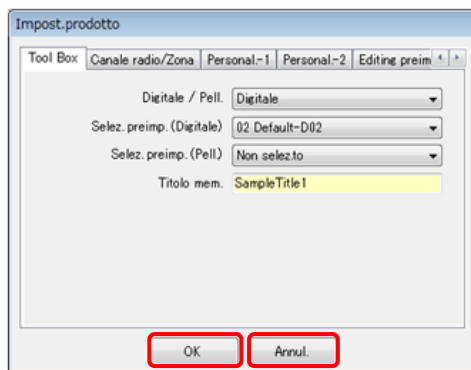 Impost.prodotto
Tool Box Canale radio/Zona Personal.-1 Personal.-2 Editing preim
Digitale / Pell. Digitale
Selez. preimp. (Digitale) 02 Default-D02
Selez. preimp. (Pell.) Non selez.to
Titolo mem. SampleTitle1
OK Annul.